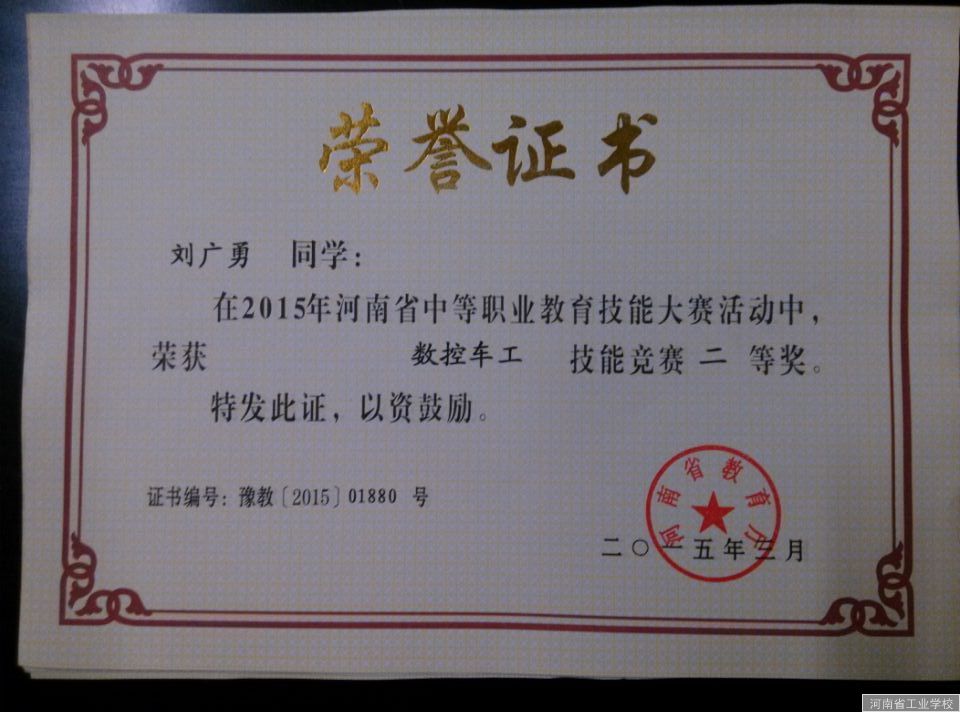 荣誉证书
刘广勇 同学：
在2015年河南省中等职业教育技能大赛活动中，
荣获 数控车工 技能竞赛 二 等奖。
特发此证，以资鼓励。
证书编号：豫教〔2015〕01880 号
河南省教育厅
二〇一五年三月
河南省工业学校